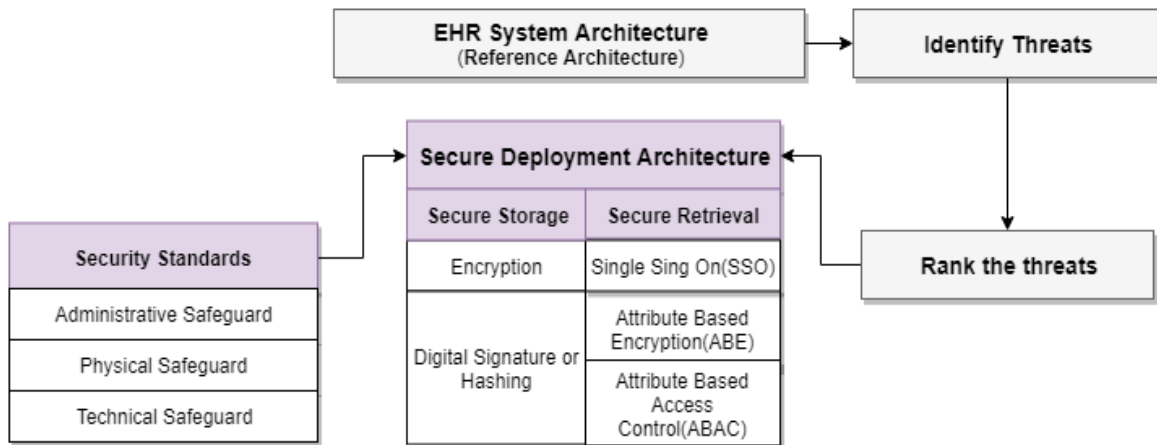 EHR System Architecture
(Reference Architecture)
Identify Threats
Secure Deployment Architecture
Secure Storage
Secure Retrieval
Security Standards
Encryption
Single Sing On(SSO)
Rank the threats
Administrative Safeguard
Physical Safeguard
Technical Safeguard
Digital Signature or
Hashing
Attribute Based
Encryption(ABE)
Attribute Based
Access
Control(ABAC)